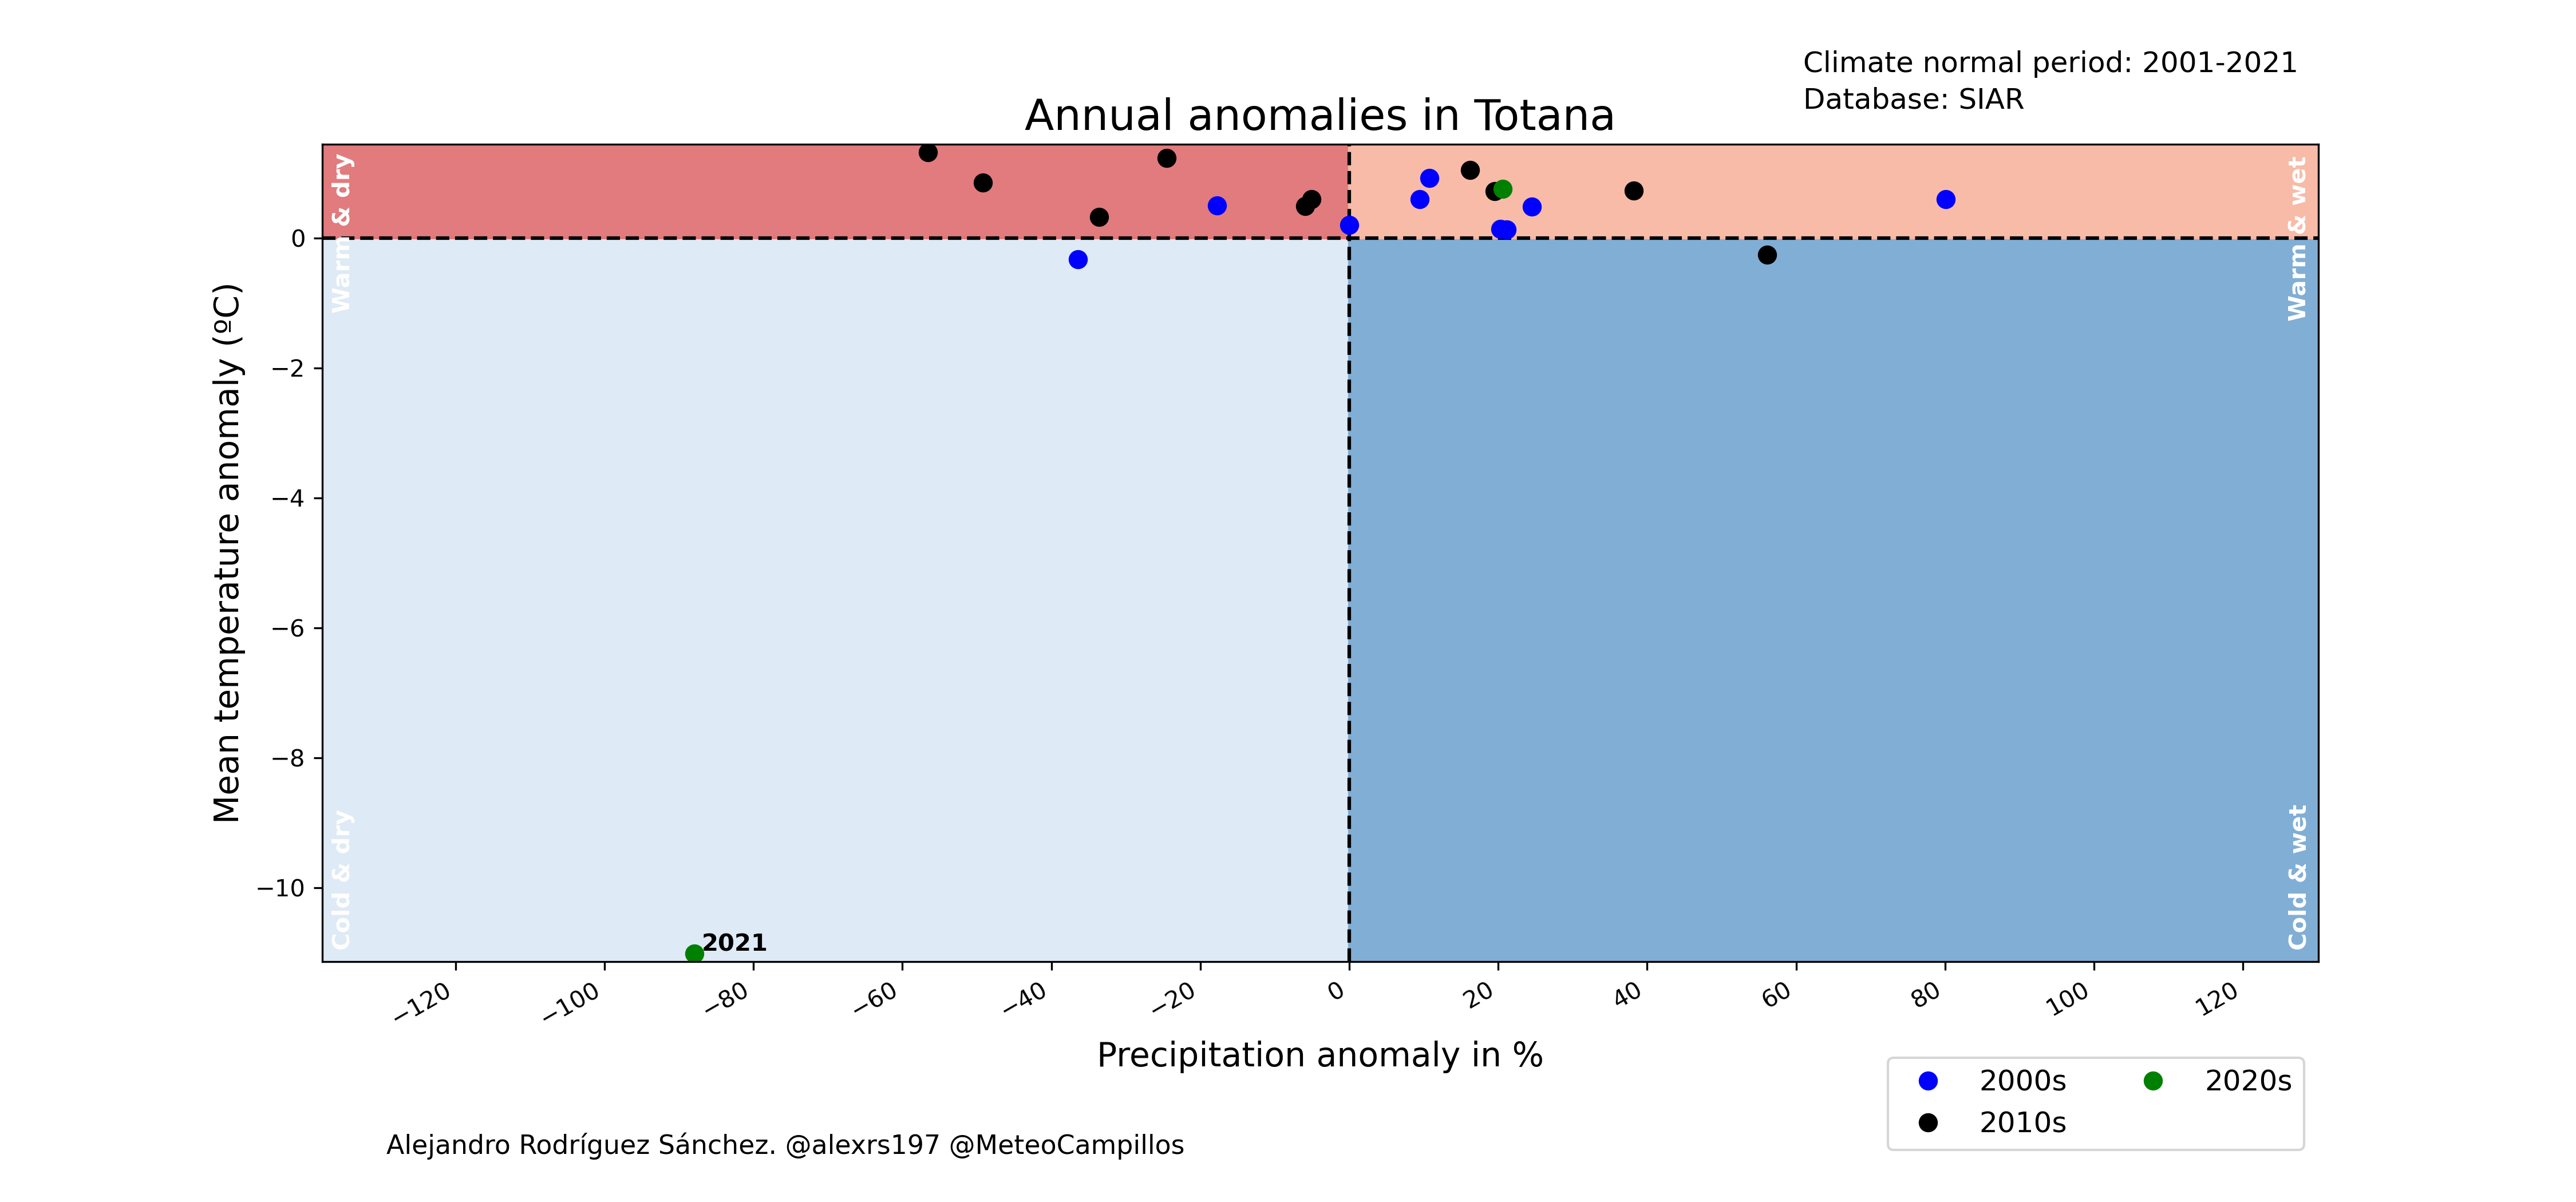 Climate normal period: 2001-2021
Database: SIAR
Annual anomalies in Totana
Warm & dry
Warm & wet
Mean temperature anomaly (ºC)
0
−2
−4
−6
−8
−10
Cold & dry
Cold & wet
2021
−120
−100
−80
−60
−40
−20
0
20
40
60
80
100
120
Precipitation anomaly in %
2000s
2010s
2020s
Alejandro Rodríguez Sánchez. @alexrs197 @MeteoCampillos